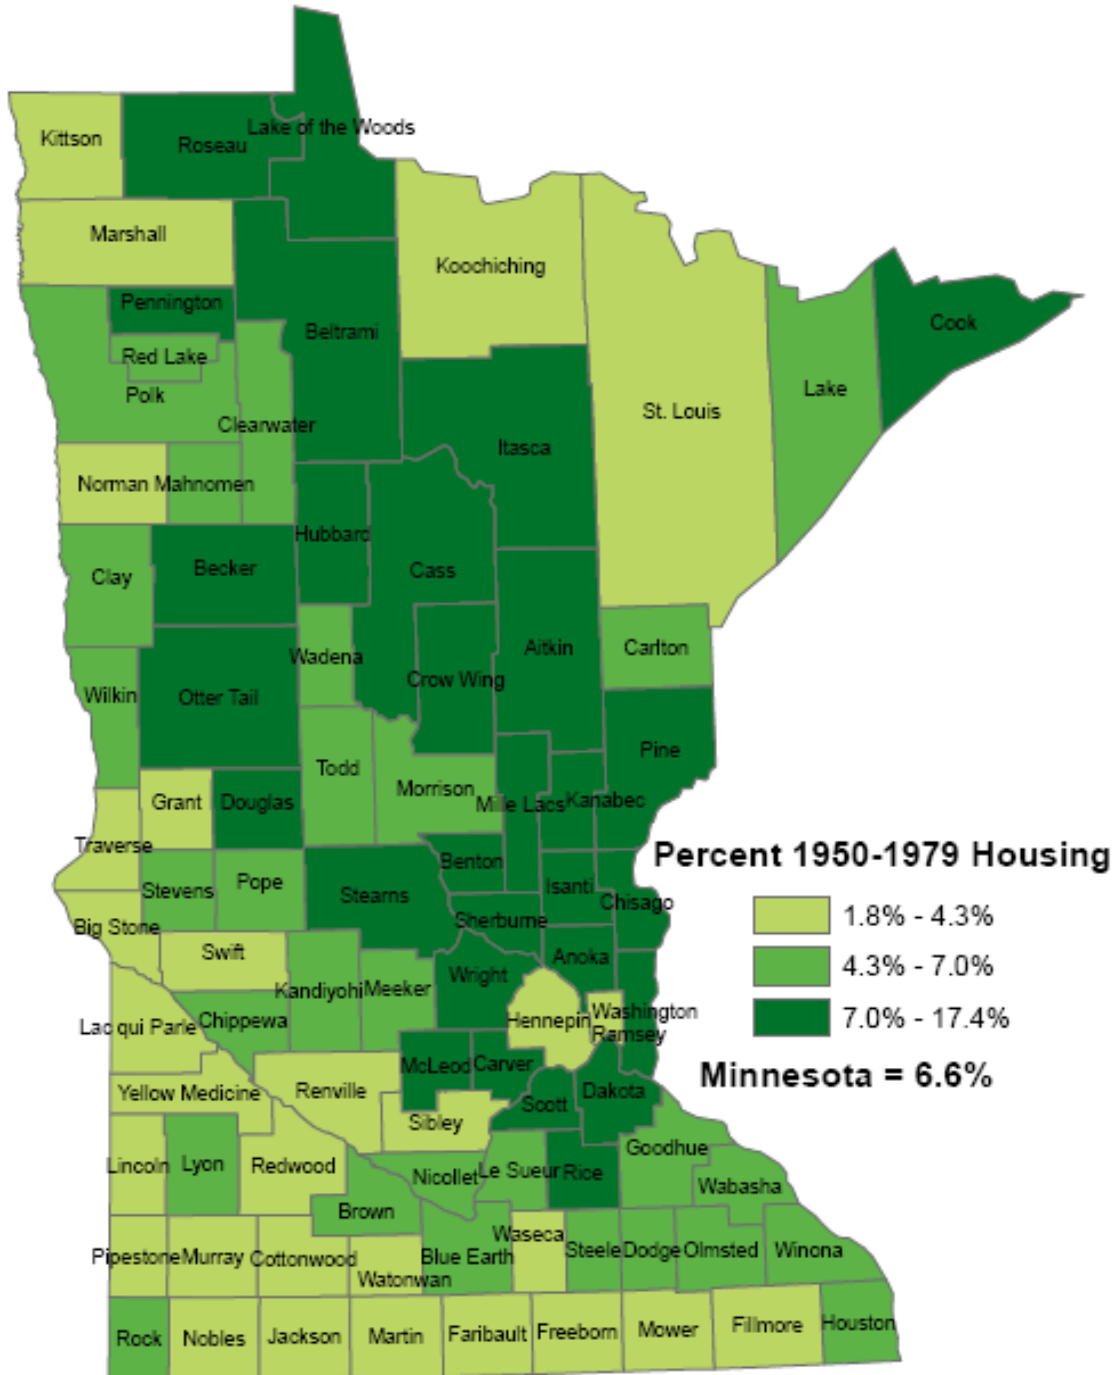 Kittson
Roseau
Lake of the Woods
Marshall
Koochiching
Pennington
Beltrami
Cook
Red Lake
Polk
Lake
St. Louis
Clearwater
Itasca
Norman
Mahnomen
Hubbard
Becker
Cass
Clay
Aitkin
Carlton
Wadena
Crow Wing
Wilkin
Otter Tail
Pine
Todd
Morrison
Grant
Douglas
Mille Lacs
Kanabec
Traverse
Percent 1950-1979 Housing
Benton
Pope
Stevens
Stearns
Isanti
Chisago
1.8% - 4.3%
Big Stone
Sherburne
Swift
Anoka
4.3% - 7.0%
Wright
Kandiyohi
Meeker
Washington
7.0% - 17.4%
Lac qui Parle
Chippewa
Hennepin
Ramsey
McLeod
Carver
Minnesota = 6.6%
Yellow Medicine
Renville
Dakota
Scott
Sibley
Goodhue
Lincoln
Lyon
Redwood
Nicollet
Le Sueur
Rice
Wabasha
Brown
Waseca
Pipestone
Murray
Cottonwood
Blue Earth
Steele
Dodge
Olmsted
Winona
Watonwan
Rock
Nobles
Jackson
Martin
Faribault
Freeborn
Mower
Fillmore
Houston